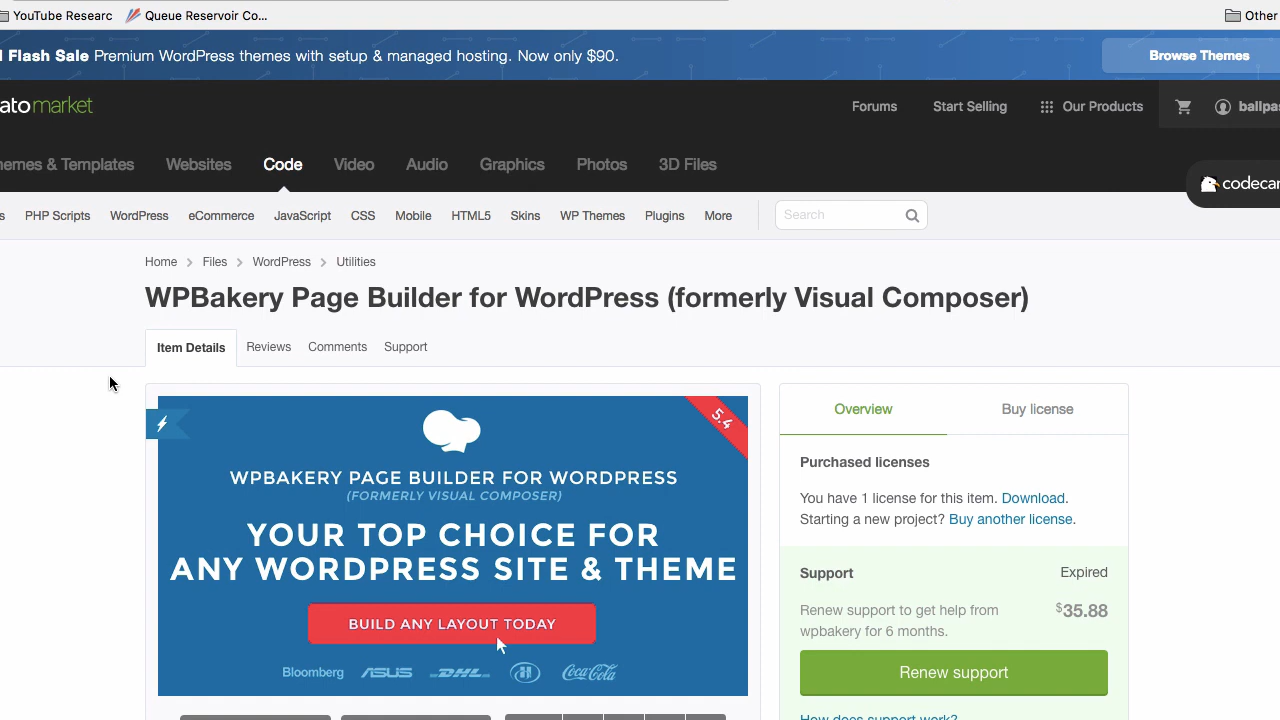 YouTube Researc
Queue Reservoir Co...
Other
Flash Sale Premium WordPress themes with setup & managed hosting. Now only $90.
Browse Themes
ato market
Forums
Start Selling
Our Products
ballpa
emes & Templates
Websites
Code
Video
Audio
Graphics
Photos
3D Files
codecan
s
PHP Scripts
WordPress
eCommerce
JavaScript
CSS
Mobile
HTML5
Skins
WP Themes
Plugins
More
Search
Home > Files > WordPress > Utilities
WPBakery Page Builder for WordPress (formerly Visual Composer)
Item Details
Reviews
Comments
Support
5.4
WPBAKERY PAGE BUILDER FOR WORDPRESS
(FORMERLY VISUAL COMPOSER)
YOUR TOP CHOICE FOR
ANY WORDPRESS SITE & THEME
BUILD ANY LAYOUT TODAY
Bloomberg
ASUS
DHL
H
Coca-Cola
Overview
Buy license
Purchased licenses
You have 1 license for this item. Download.
Starting a new project? Buy another license.
Support
Expired
Renew support to get help from
wpbakery for 6 months.
$35.88
Renew support
How does support work?